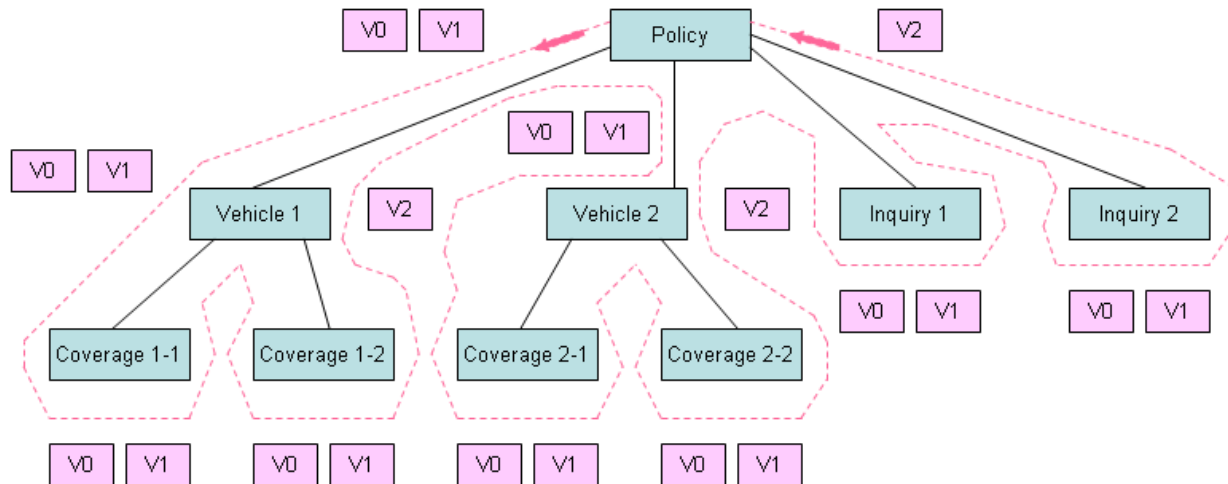 V0 V1 Policy V2
V0 V1
V0 V1
Vehicle 1 V2 Vehicle 2 V2 Inquiry 1 Inquiry 2
V0 V1 V0 V1
Coverage 1-1 Coverage 1-2 Coverage 2-1 Coverage 2-2
V0 V1 V0 V1 V0 V1 V0 V1